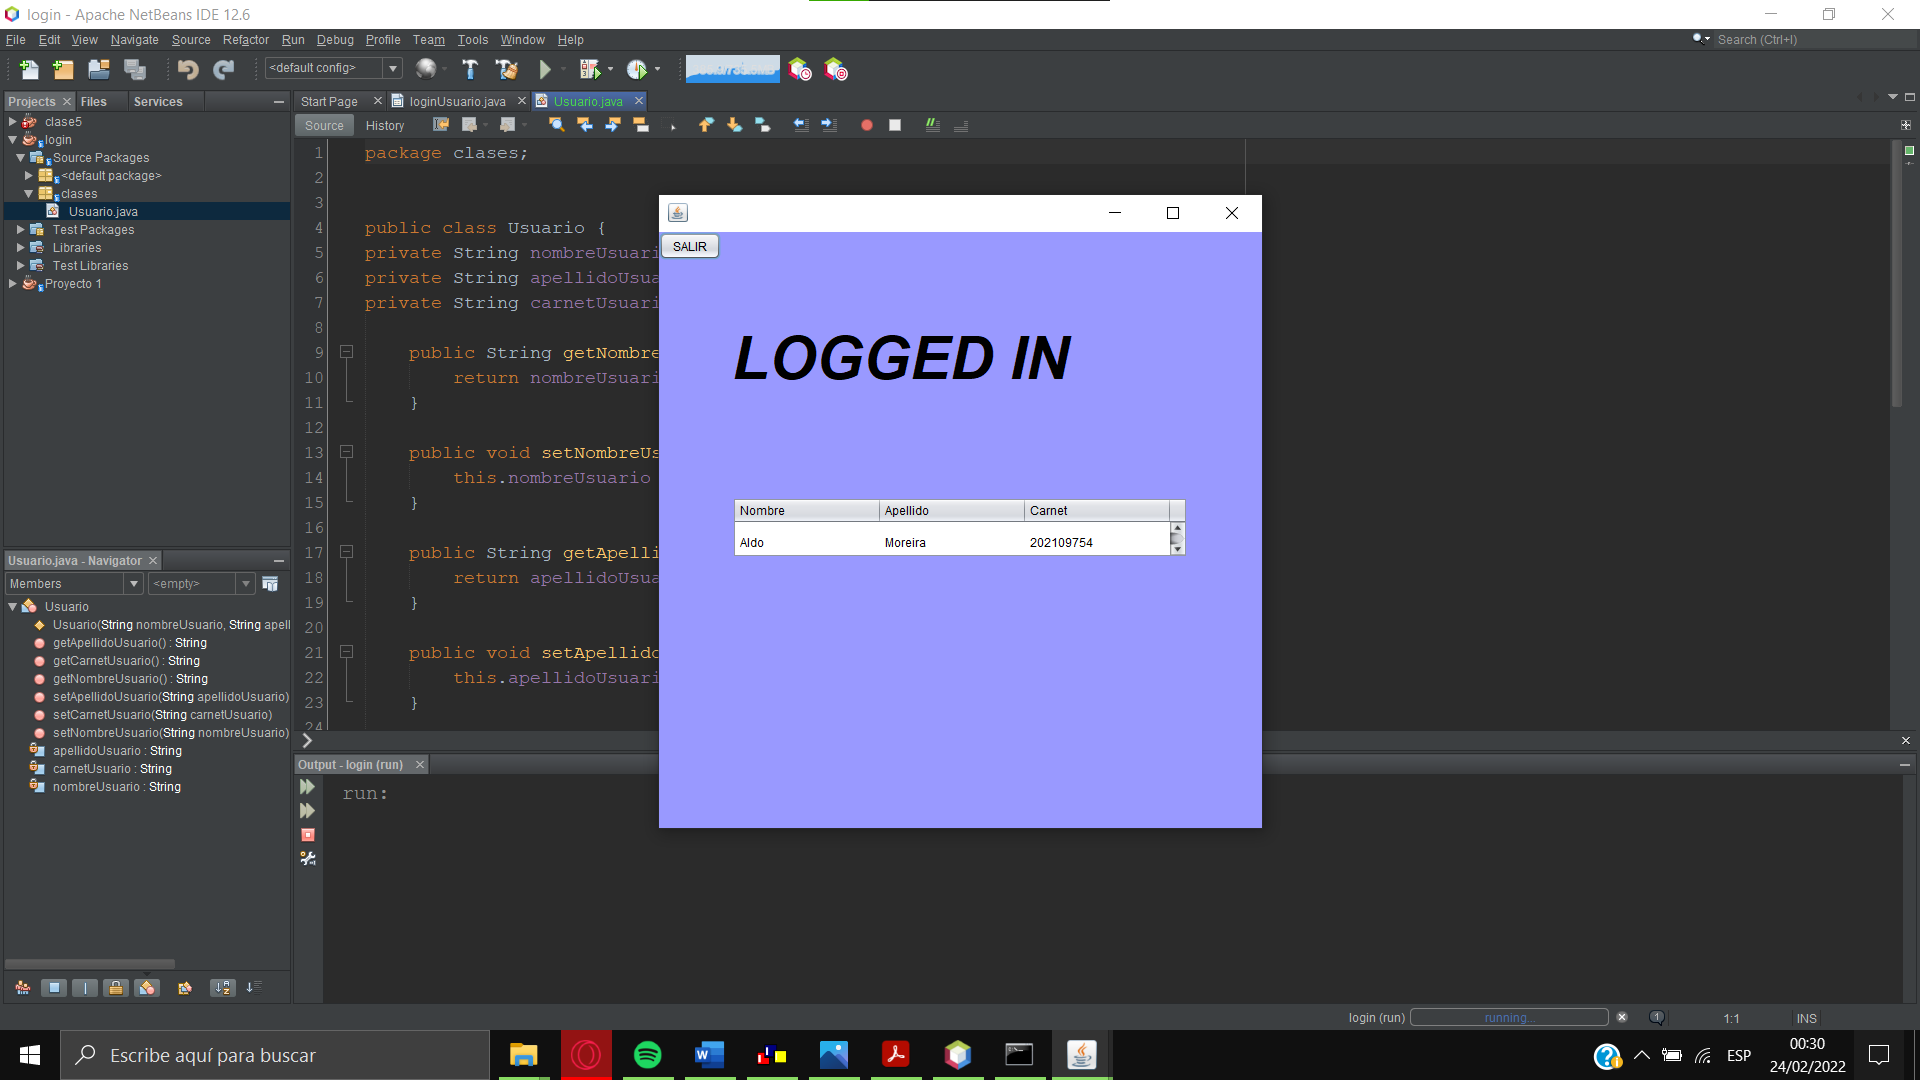 login - Apache NetBeans IDE 12.6
File Edit View Navigate Source Refactor Run Debug Profile Team Tools Window Help
Search (Ctrl+I)
<default config>
Projects Files Services
Start Page loginUsuario.java Usuario.java
Source History
clase5
login
Source Packages
<default package>
clases
Usuario.java
Test Packages
Libraries
Test Libraries
Proyecto 1
1 package clases;
2
3
4 public class Usuario {
5 private String nombreUsuari
6 private String apellidoUsua
7 private String carnetUsuari
8
9 public String getNombre
10 return nombreUsuari
11 }
12
13 public void setNombreUs
14 this.nombreUsuario
15 }
16
17 public String getApelli
18 return apellidoUsua
19 }
20
21 public void setApellido
22 this.apellidoUsuari
23 }
24
SALIR
LOGGED IN
Nombre Apellido Carnet
Aldo Moreira 202109754
Usuario.java - Navigator
Members <empty>
Usuario
Usuario(String nombreUsuario, String apell
getApellidoUsuario() : String
getCarnetUsuario() : String
getNombreUsuario() : String
setApellidoUsuario(String apellidoUsuario)
setCarnetUsuario(String carnetUsuario)
setNombreUsuario(String nombreUsuario)
apellidoUsuario : String
carnetUsuario : String
nombreUsuario : String
Output - login (run)
run:
login (run) running... 1 1:1 INS
Escribe aquí para buscar
ESP
00:30
24/02/2022